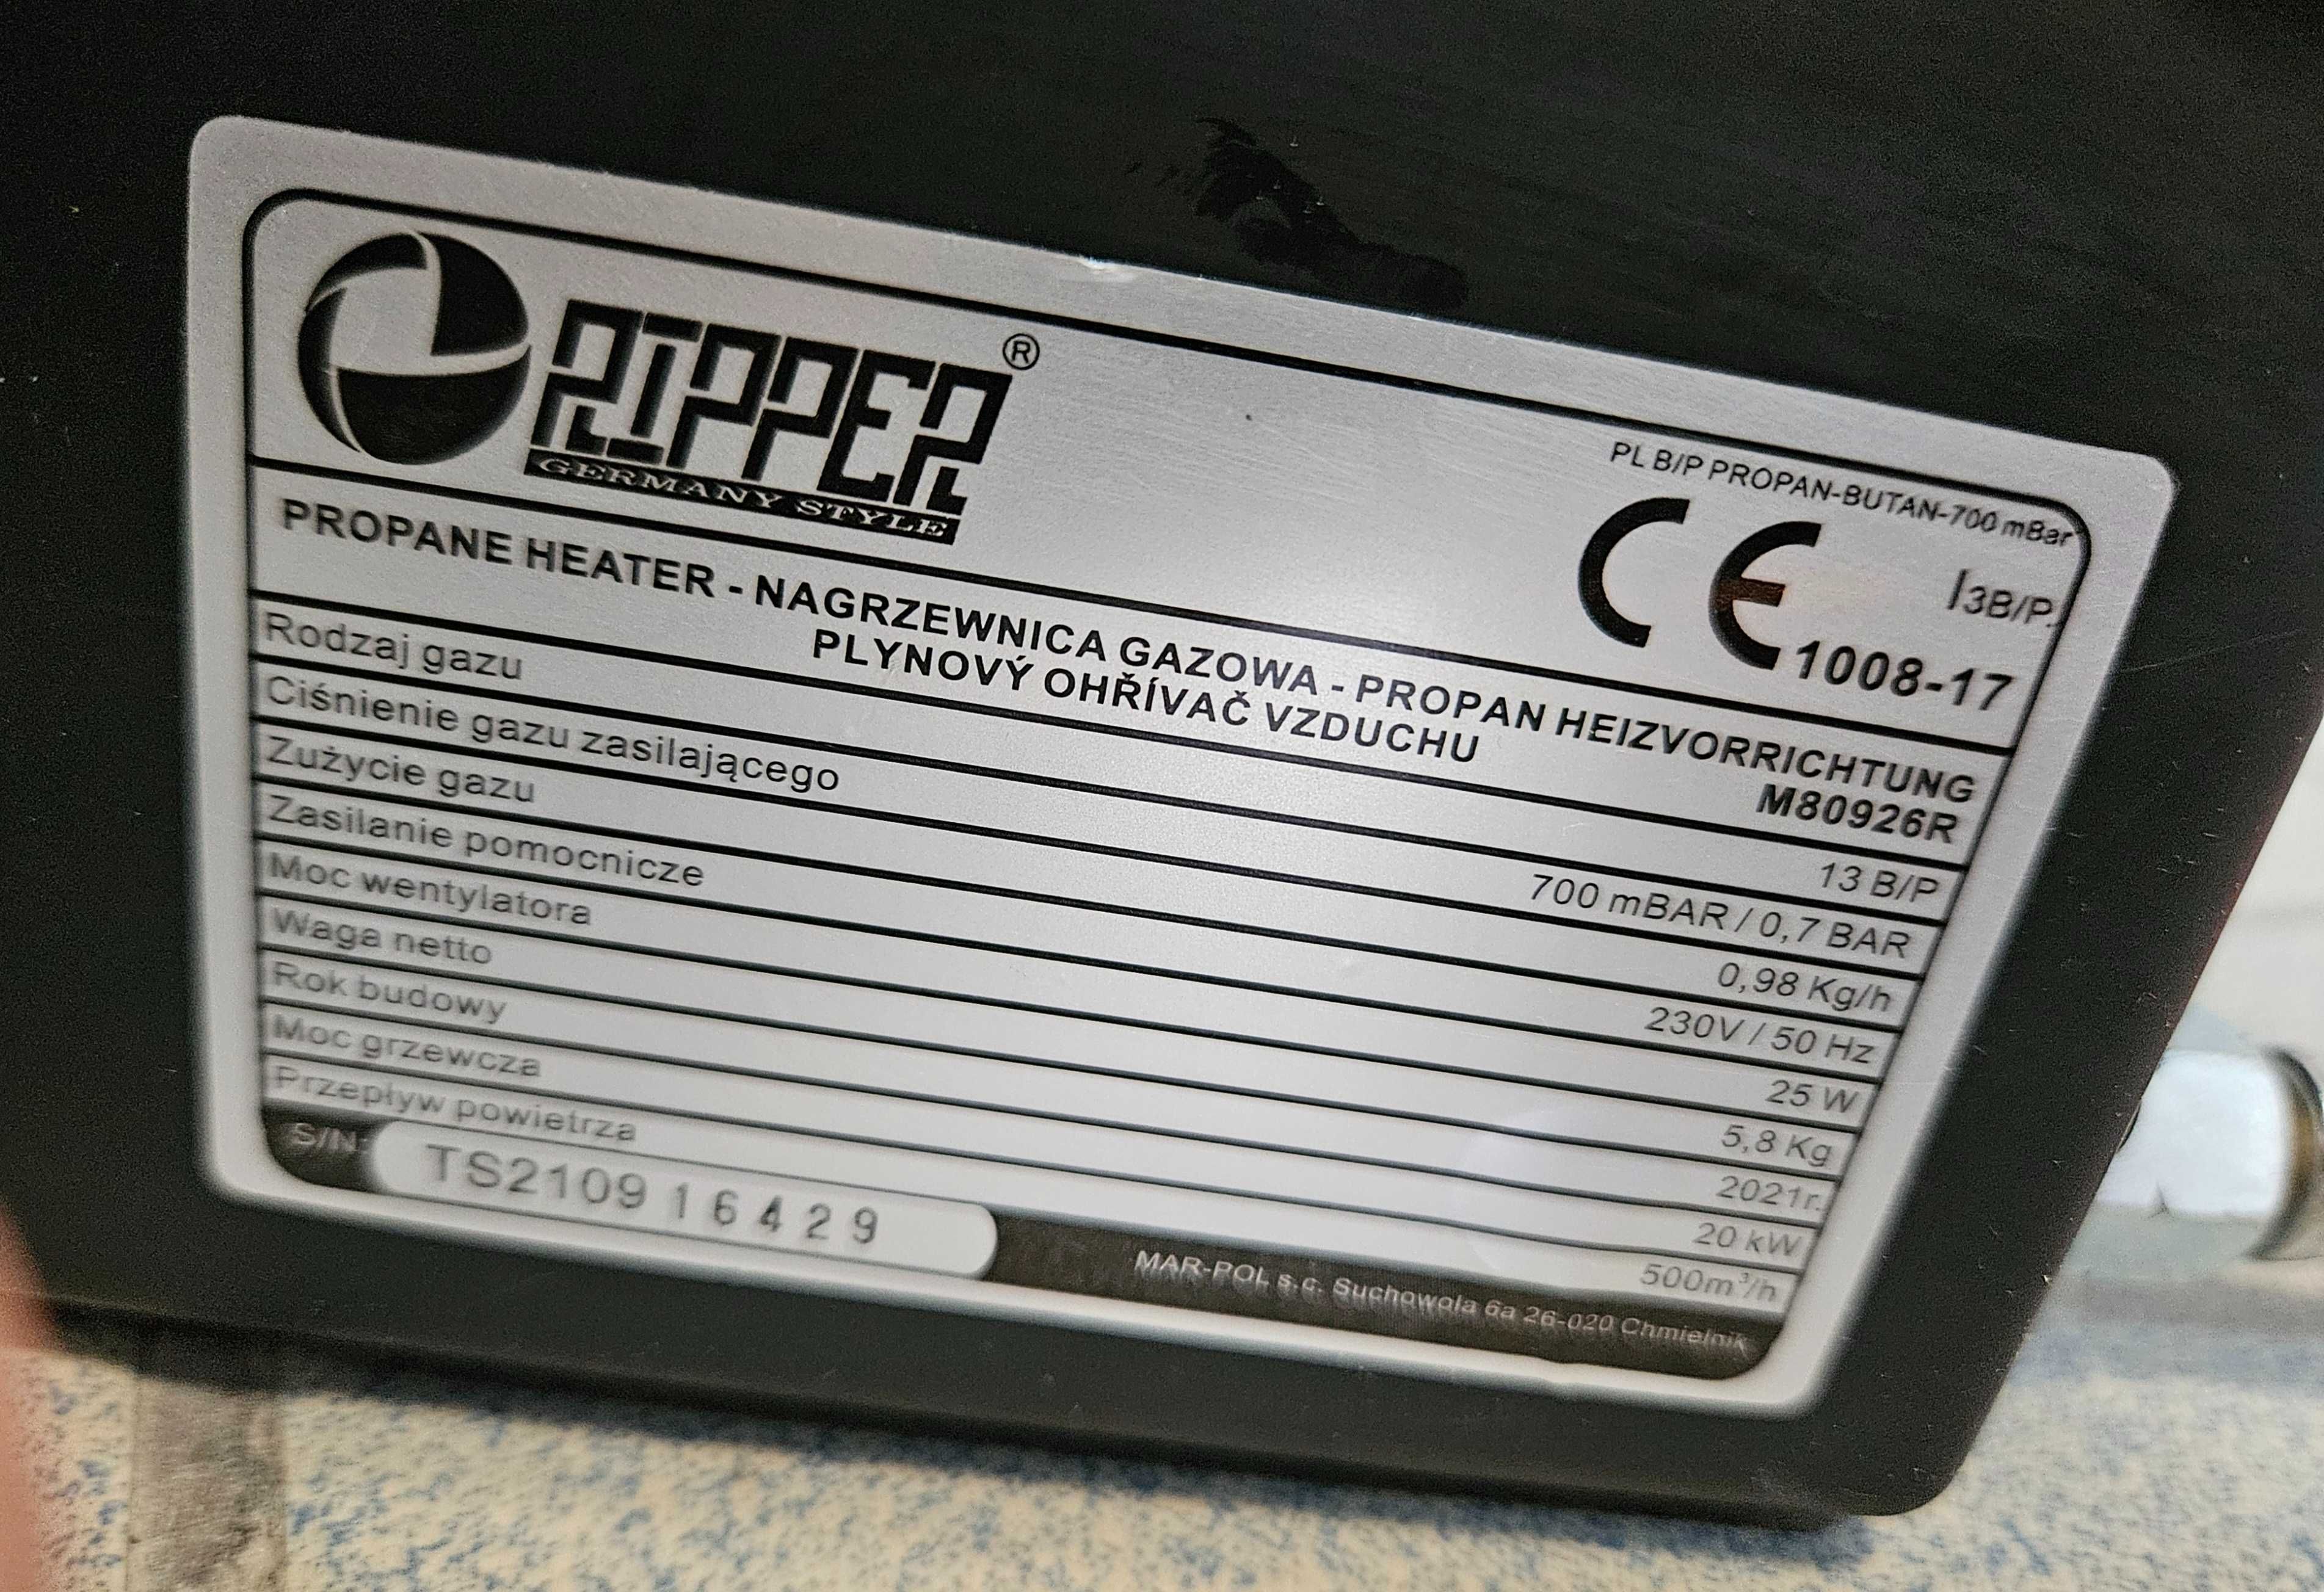 RIPPER®
GERMANY STYLE
PL B/P PROPAN-BUTAN-700 mBar
CE 1008-17
I3B/P.
PROPANE HEATER - NAGRZEWNICA GAZOWA - PROPAN HEIZVORRICHTUNG
PLYNOVÝ OHŘÍVAČ VZDUCHU
M80926R
Rodzaj gazu 13 B/P
Ciśnienie gazu zasilającego 700 mBAR / 0,7 BAR
Zużycie gazu 0,98 Kg/h
Zasilanie pomocnicze 230V / 50 Hz
Moc wentylatora 25 W
Waga netto 5,8 Kg
Rok budowy 2021r.
Moc grzewcza 20 kW
Przepływ powietrza 500m³/h
S/N: TS2109 16429
MAR-POL s.c. Suchowola 6a 26-020 Chmielnik